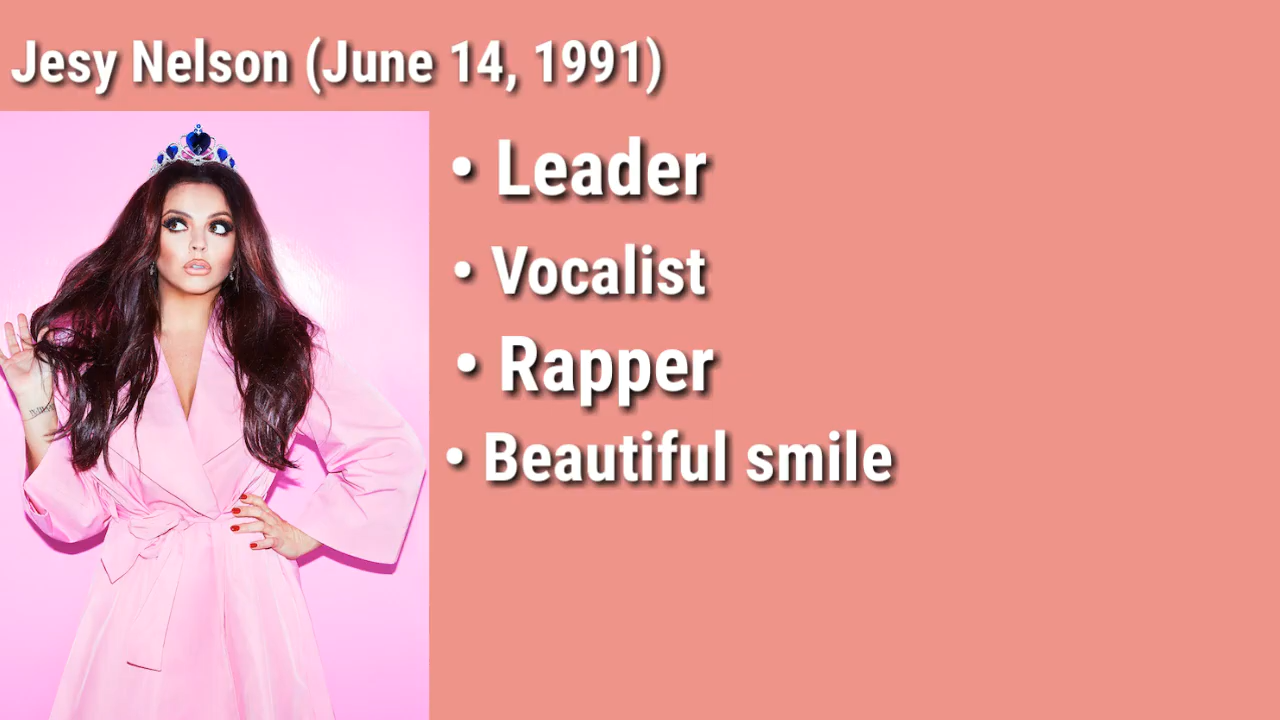 Jesy Nelson (June 14, 1991)
• Leader
• Vocalist
• Rapper
• Beautiful smile